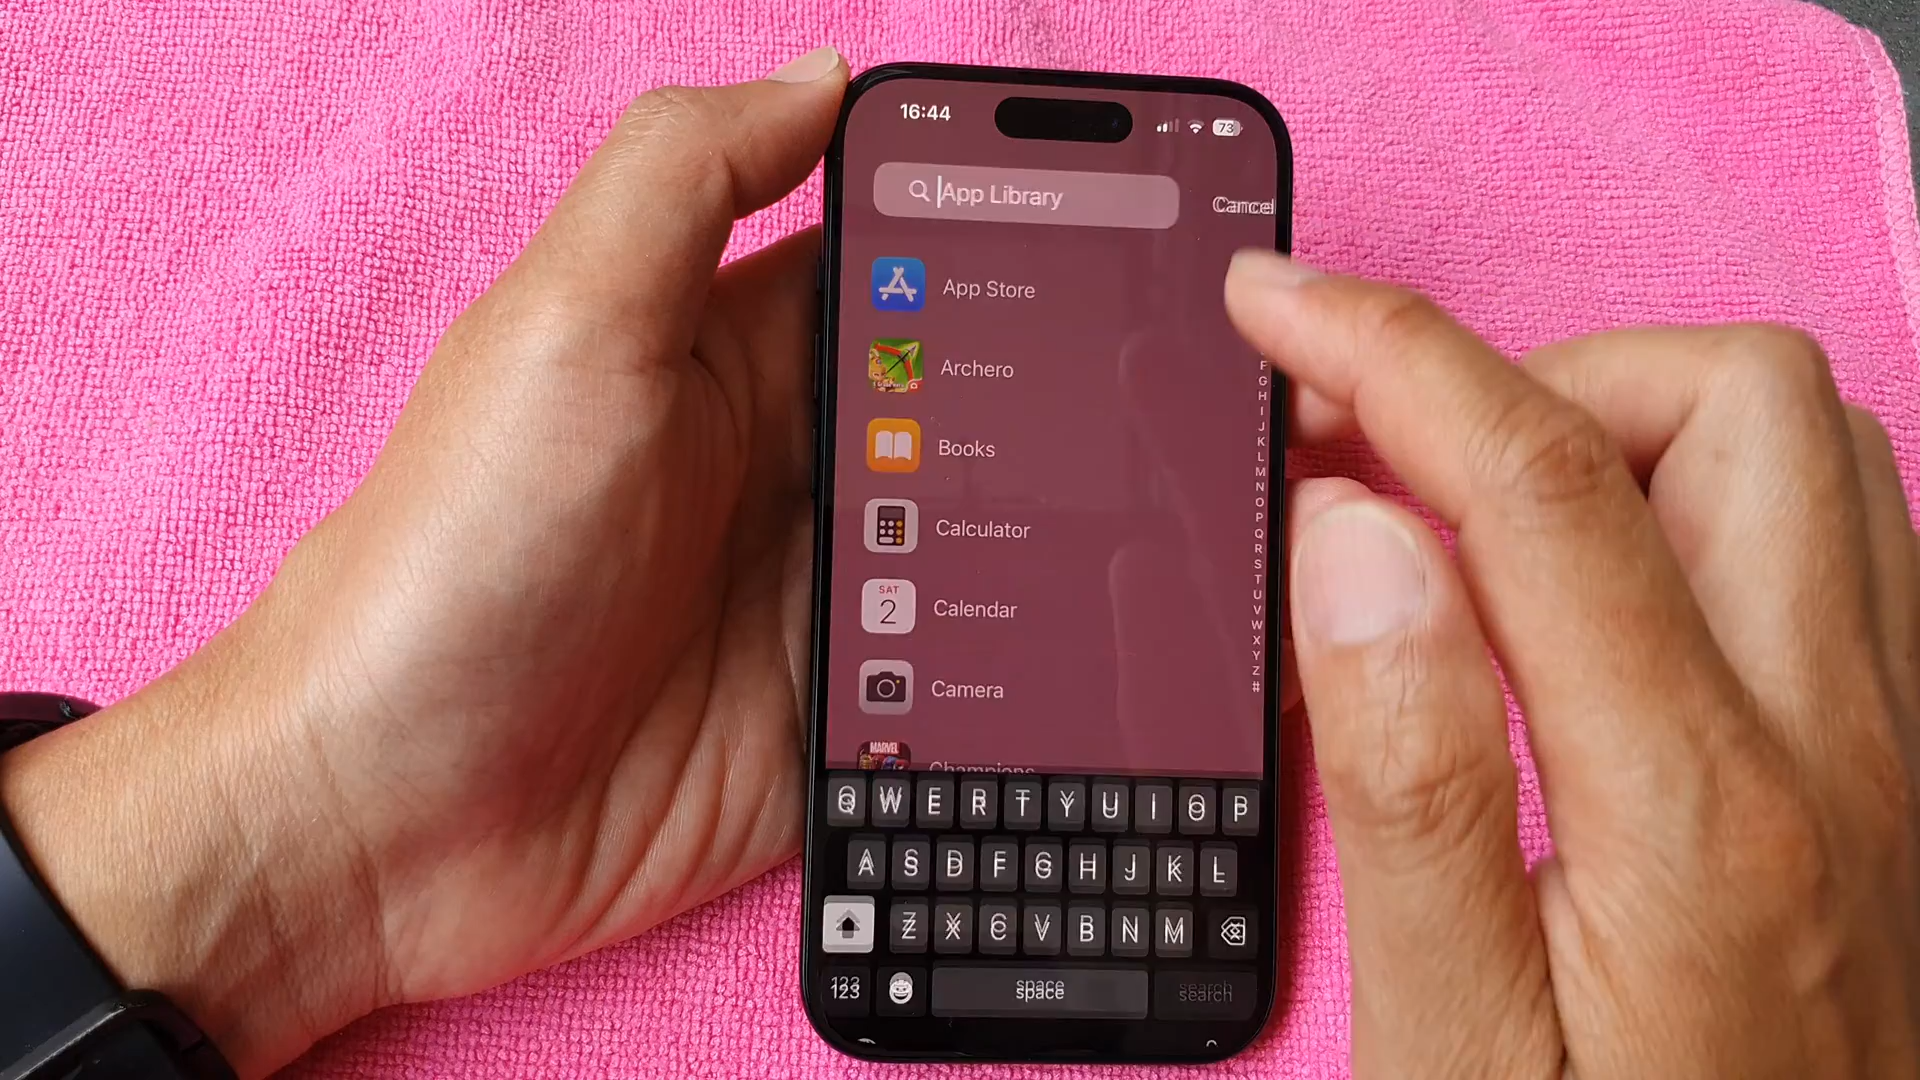 16:44
73
App Library
Cancel
App Store
Archero
Books
Calculator
SAT
2
Calendar
Camera
MARVEL
Champions
F
G
H
I
J
K
L
M
N
O
P
Q
R
S
T
U
V
W
X
Y
Z
#
Q W E R T Y U I O P
A S D F G H J K L
Z X C V B N M
123 space search